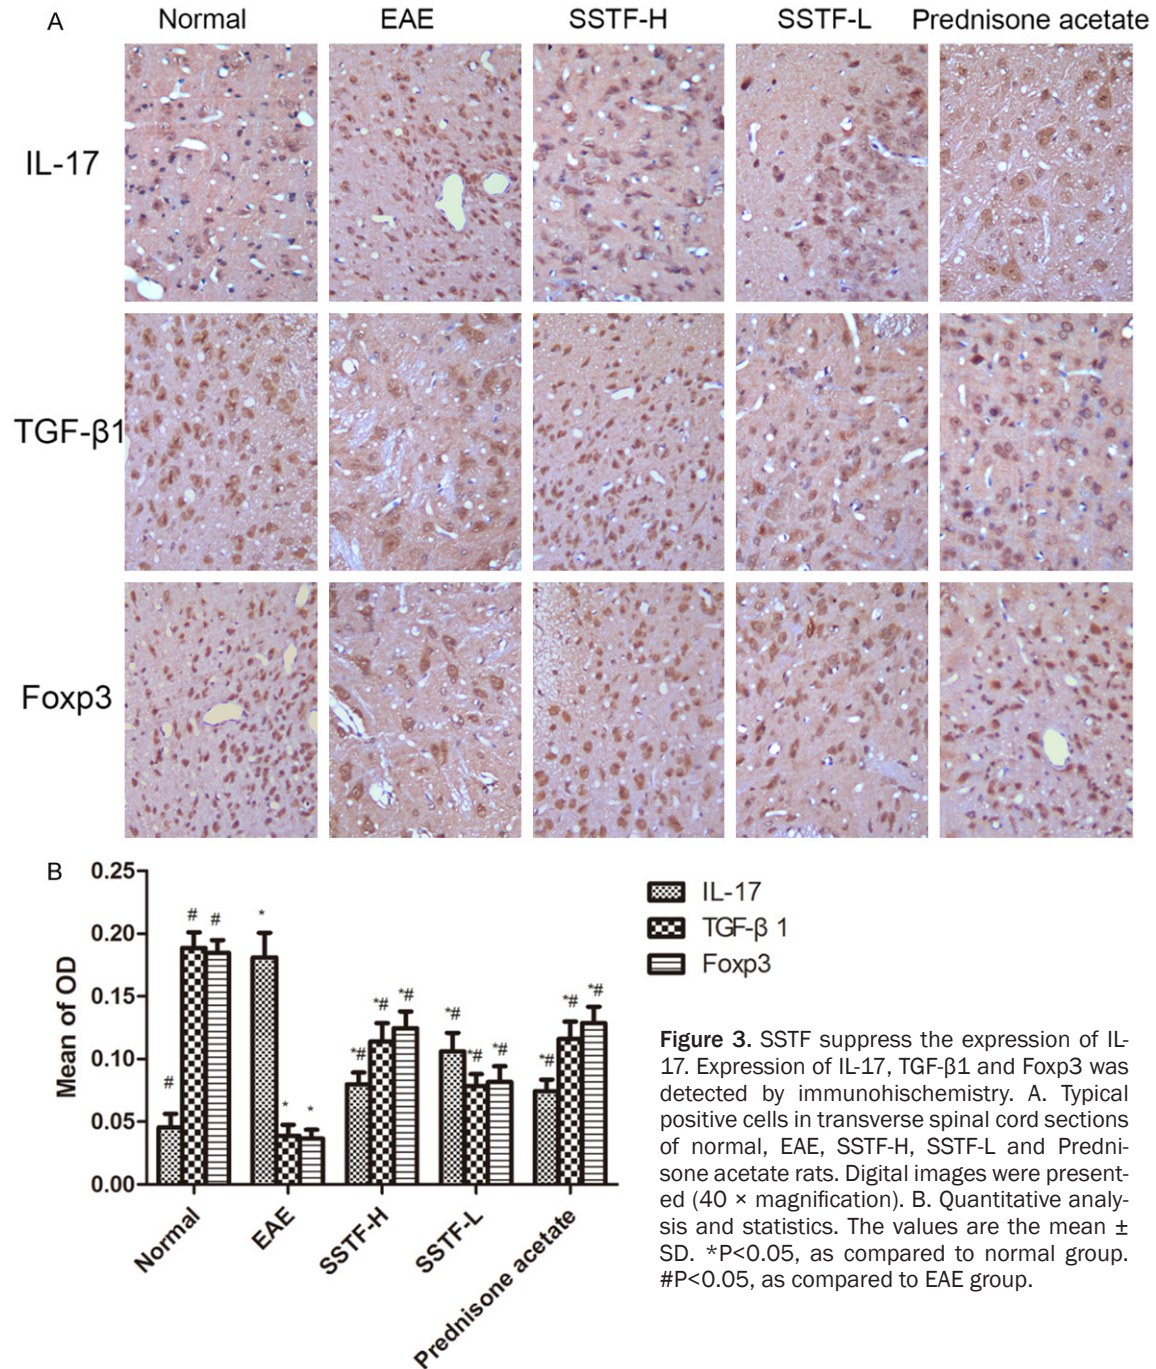 A
Normal
EAE
SSTF-H
SSTF-L
Prednisone acetate
IL-17
TGF-β1
Foxp3
B
0.25
0.20
0.15
0.10
0.05
0.00
Mean of OD
#
#
#
*
*
*
*#
*#
*#
*#
*#
*#
*#
*#
*#
Normal
EAE
SSTF-H
SSTF-L
Prednisone acetate
IL-17
TGF-β 1
Foxp3
Figure 3. SSTF suppress the expression of IL-
17. Expression of IL-17, TGF-β1 and Foxp3 was
detected by immunohischemistry. A. Typical
positive cells in transverse spinal cord sections
of normal, EAE, SSTF-H, SSTF-L and Predni-
sone acetate rats. Digital images were present-
ed (40 × magnification). B. Quantitative analy-
sis and statistics. The values are the mean ±
SD. *P<0.05, as compared to normal group.
#P<0.05, as compared to EAE group.